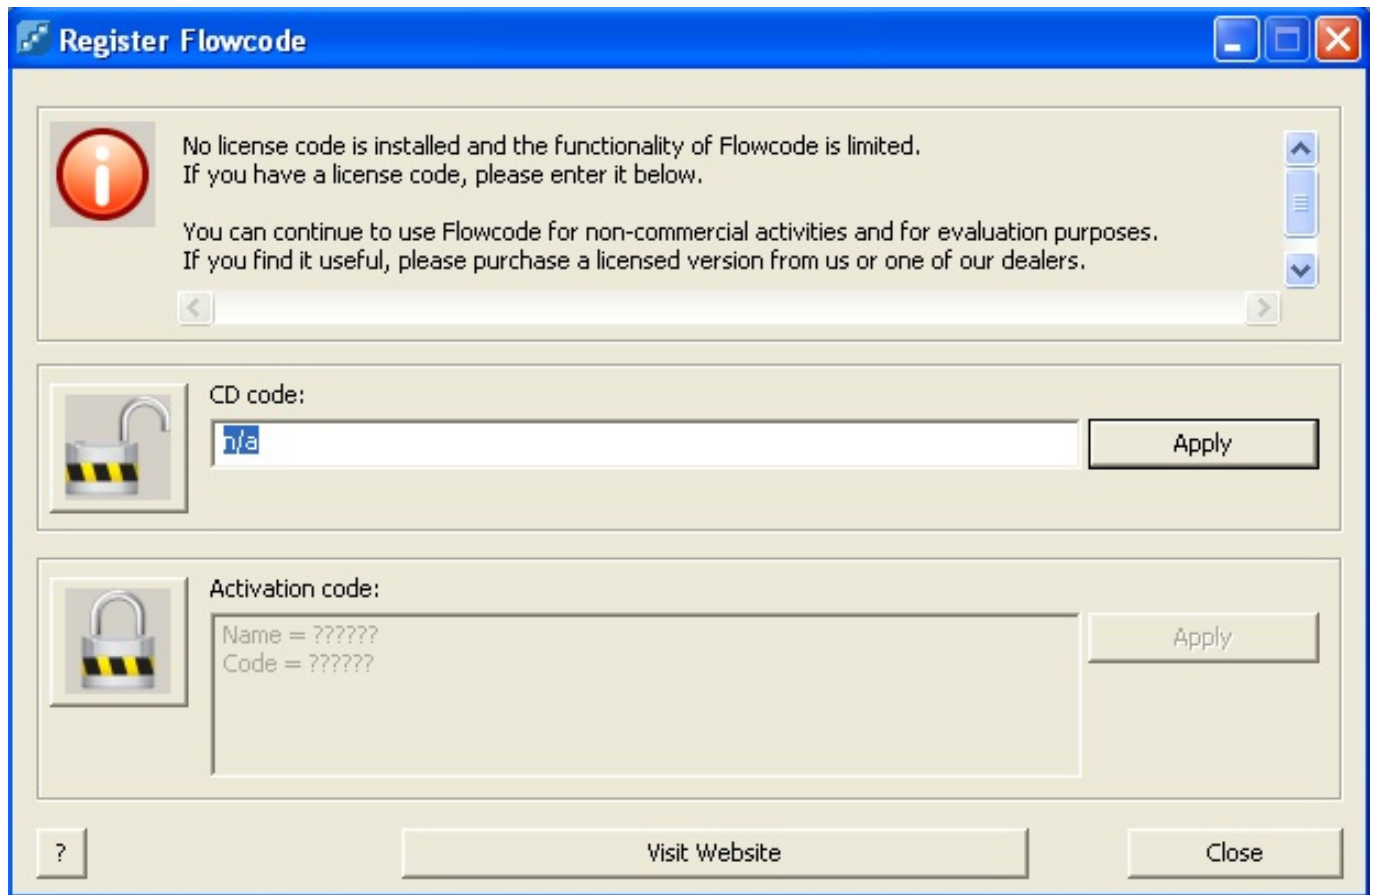 Register Flowcode
No license code is installed and the functionality of Flowcode is limited.
If you have a license code, please enter it below.
You can continue to use Flowcode for non-commercial activities and for evaluation purposes.
If you find it useful, please purchase a licensed version from us or one of our dealers.
CD code:
n/a
Apply
Activation code:
Name = ??????
Code = ??????
Apply
?
Visit Website
Close